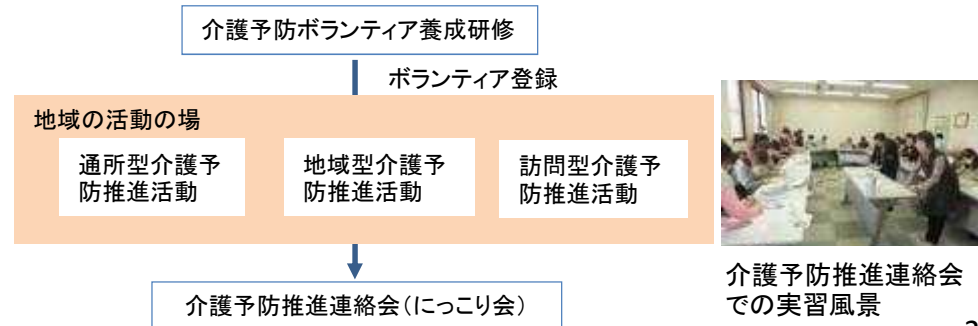 介護予防ボランティア養成研修
ボランティア登録
地域の活動の場
通所型介護予
防推進活動
地域型介護予
防推進活動
訪問型介護予
防推進活動
介護予防推進連絡会(にっこり会)
介護予防推進連絡会
での実習風景